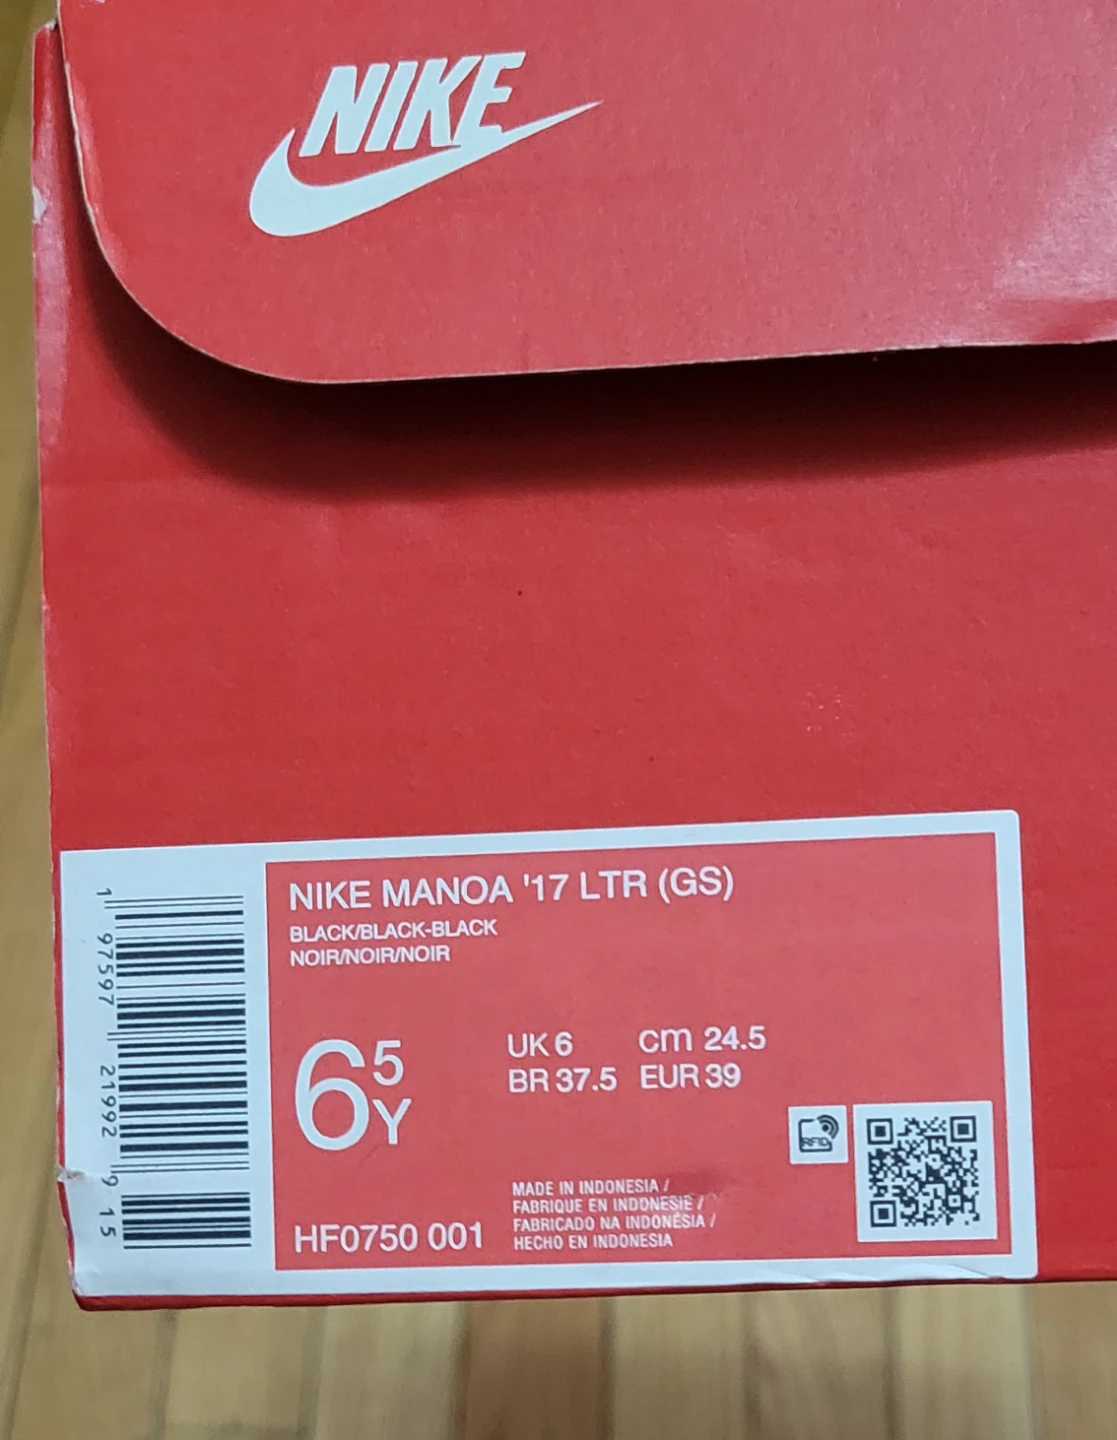 NIKE
NIKE MANOA '17 LTR (GS)
BLACK/BLACK-BLACK
NOIR/NOIR/NOIR
6 5 Y
UK 6 cm 24.5
BR 37.5 EUR 39
RFID
MADE IN INDONESIA /
FABRIQUE EN INDONESIE /
FABRICADO NA INDONÉSIA /
HECHO EN INDONESIA
HF0750 001
1 97597 21992 9 15